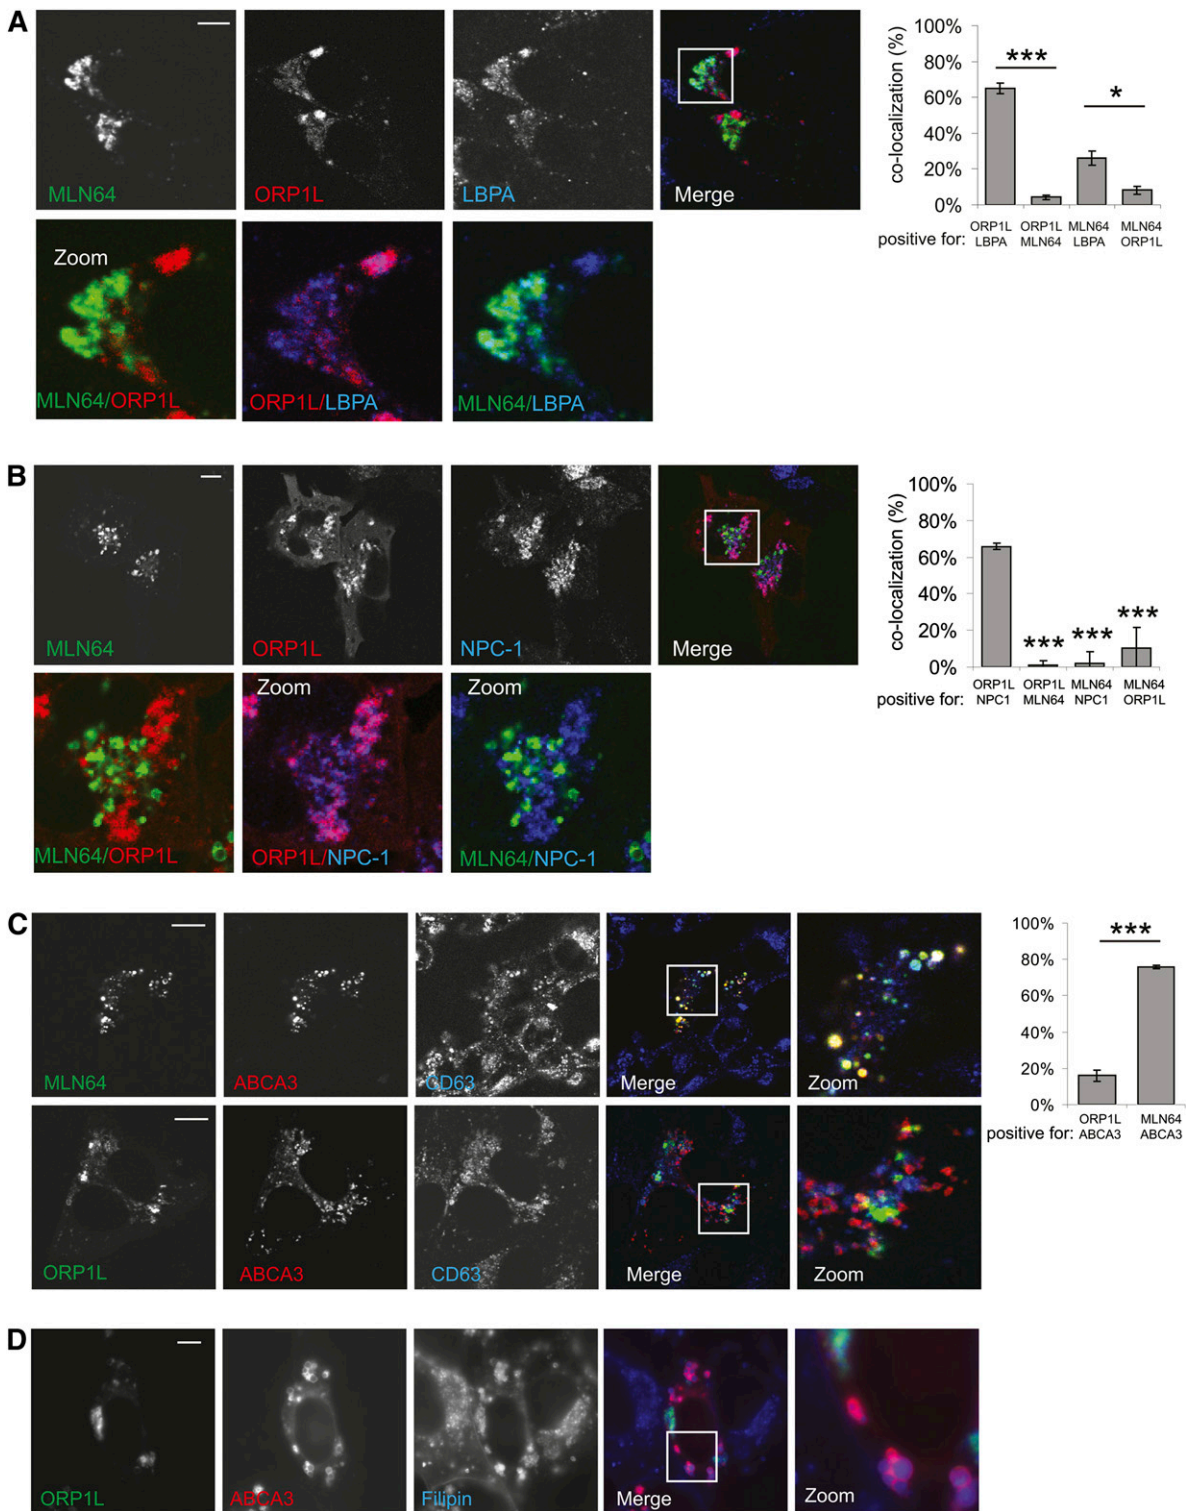 A
MLN64
ORP1L
LBPA
Merge
co-localization (%)
100%
80%
60%
40%
20%
0%
***
*
positive for:
ORP1L LBPA
ORP1L MLN64
MLN64 LBPA
MLN64 ORP1L
Zoom
MLN64/ORP1L
ORP1L/LBPA
MLN64/LBPA
B
MLN64
ORP1L
NPC-1
Merge
co-localization (%)
100%
80%
60%
40%
20%
0%
***
***
***
positive for:
ORP1L NPC1
ORP1L MLN64
MLN64 NPC1
MLN64 ORP1L
Zoom
Zoom
MLN64/ORP1L
ORP1L/NPC-1
MLN64/NPC-1
C
MLN64
ABCA3
CD63
Merge
Zoom
100%
80%
60%
40%
20%
0%
***
positive for:
ORP1L ABCA3
MLN64 ABCA3
ORP1L
ABCA3
CD63
Merge
Zoom
D
ORP1L
ABCA3
Filipin
Merge
Zoom